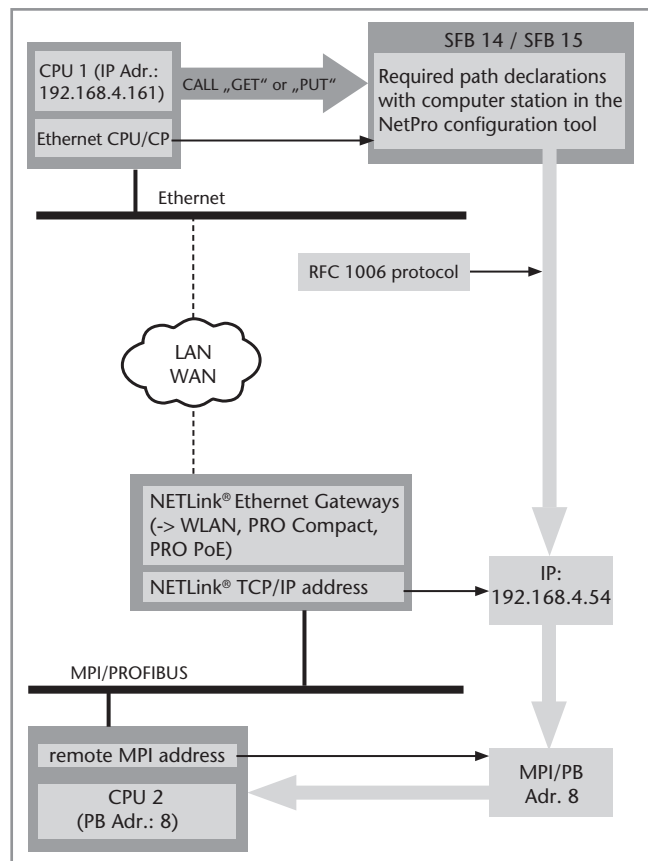 SFB 14 / SFB 15
CPU 1 (IP Adr.:
192.168.4.161)
CALL „GET“ or „PUT“
Required path declarations
with computer station in the
NetPro configuration tool
Ethernet CPU/CP
Ethernet
RFC 1006 protocol
LAN
WAN
NETLink® Ethernet Gateways
(-> WLAN, PRO Compact,
PRO PoE)
NETLink® TCP/IP address
IP:
192.168.4.54
MPI/PROFIBUS
remote MPI address
MPI/PB
Adr. 8
CPU 2
(PB Adr.: 8)